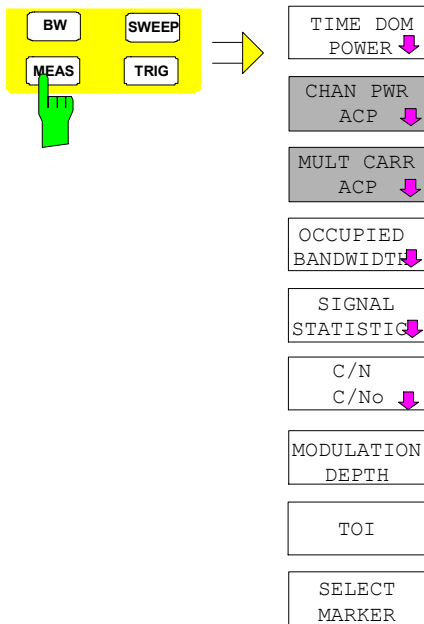 BW
SWEEP
MEAS
TRIG
TIME DOM
POWER
CHAN PWR
ACP
MULT CARR
ACP
OCCUPIED
BANDWIDTH
SIGNAL
STATISTICS
C/N
C/No
MODULATION
DEPTH
TOI
SELECT
MARKER